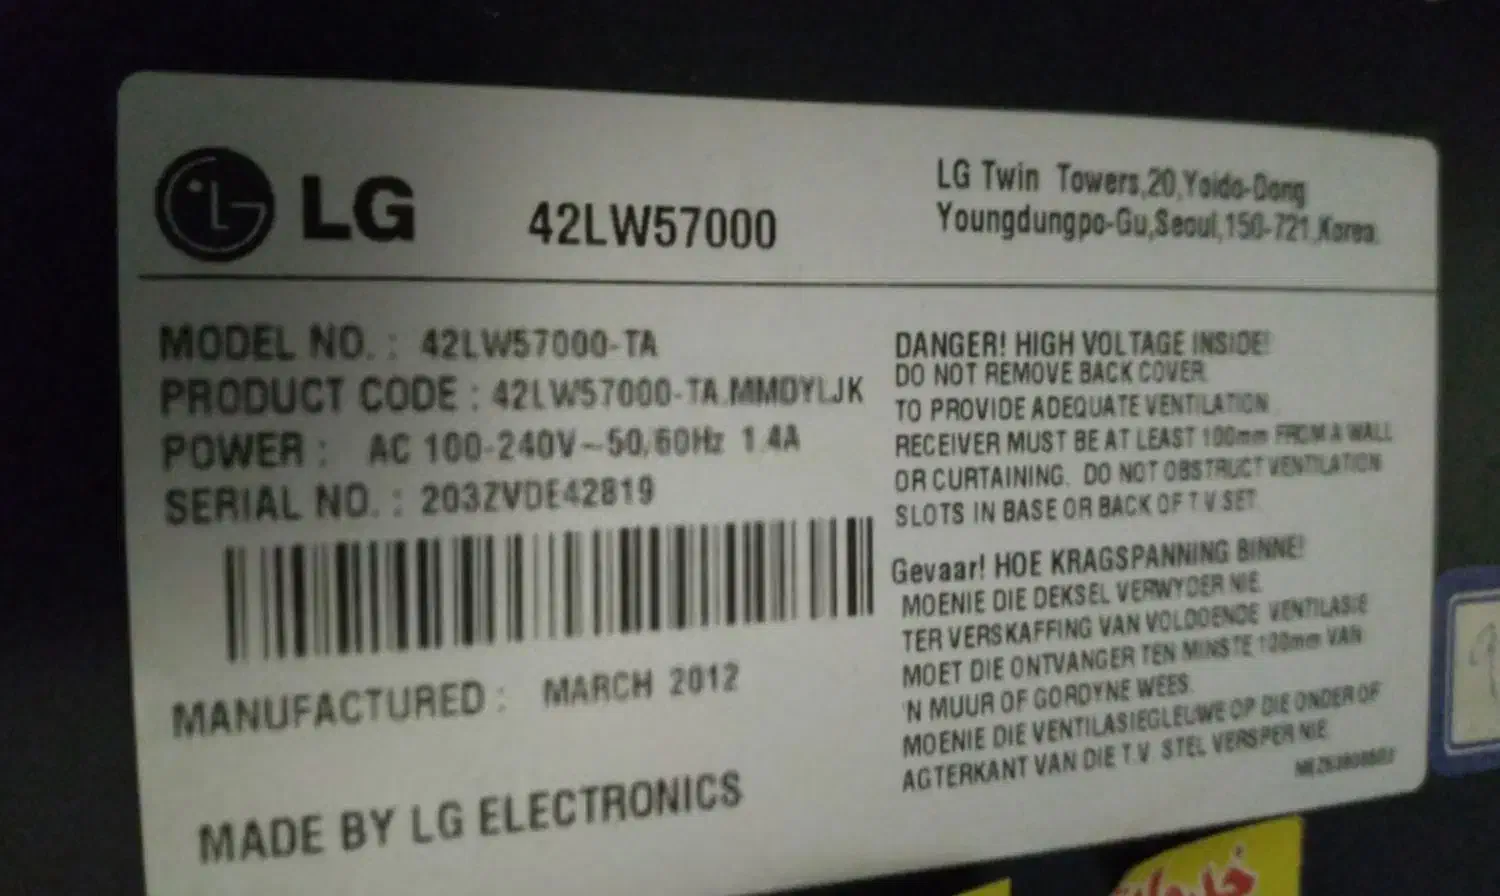 LG
42LW57000
LG Twin Towers,20,Yoido-Dong
Youngdungpo-Gu,Seoul,150-721,Korea.
MODEL NO. : 42LW57000-TA
PRODUCT CODE : 42LW57000-TA.MMDYLJK
POWER : AC 100-240V~50/60Hz 1.4A
SERIAL NO. : 203ZVDE42819
MANUFACTURED : MARCH 2012
MADE BY LG ELECTRONICS
DANGER! HIGH VOLTAGE INSIDE!
DO NOT REMOVE BACK COVER.
TO PROVIDE ADEQUATE VENTILATION
RECEIVER MUST BE AT LEAST 100mm FROM A WALL
OR CURTAINING. DO NOT OBSTRUCT VENTILATION
SLOTS IN BASE OR BACK OF T.V SET.
Gevaar! HOE KRAGSPANNING BINNE!
MOENIE DIE DEKSEL VERWYDER NIE.
TER VERSKAFFING VAN VOLDOENDE VENTILASIE
MOET DIE ONTVANGER TEN MINSTE 100mm VAN
'N MUUR OF GORDYNE WEES.
MOENIE DIE VENTILASIEGLEUWE OP DIE ONDER OF
AGTERKANT VAN DIE T.V. STEL VERSPER NIE.